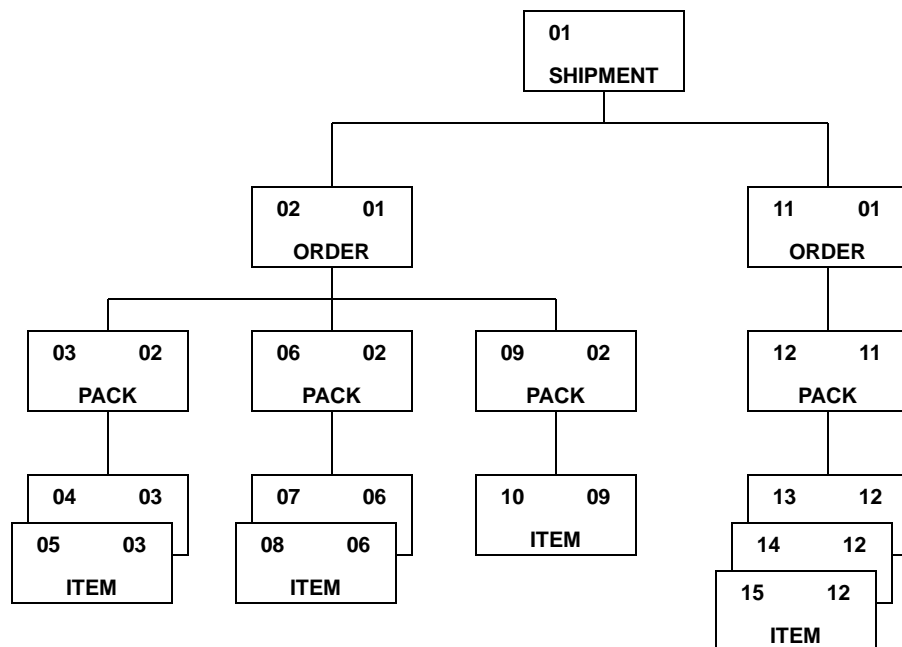 01
SHIPMENT
02 01
ORDER
11 01
ORDER
03 02
PACK
06 02
PACK
09 02
PACK
12 11
PACK
04 03
05 03
ITEM
07 06
08 06
ITEM
10 09
ITEM
13 12
14 12
15 12
ITEM